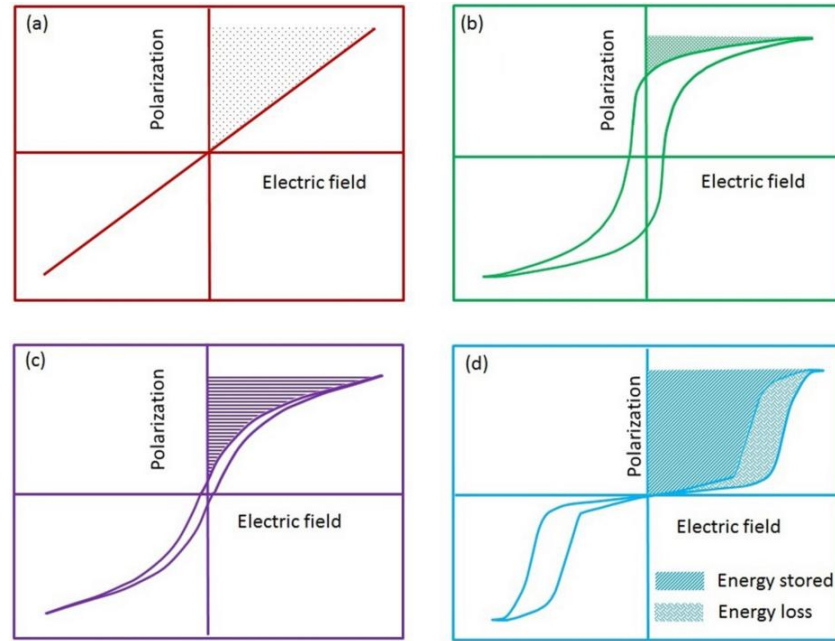 (a)
Polarization
Electric field
(b)
Polarization
Electric field
(c)
Polarization
Electric field
(d)
Polarization
Electric field
Energy stored
Energy loss